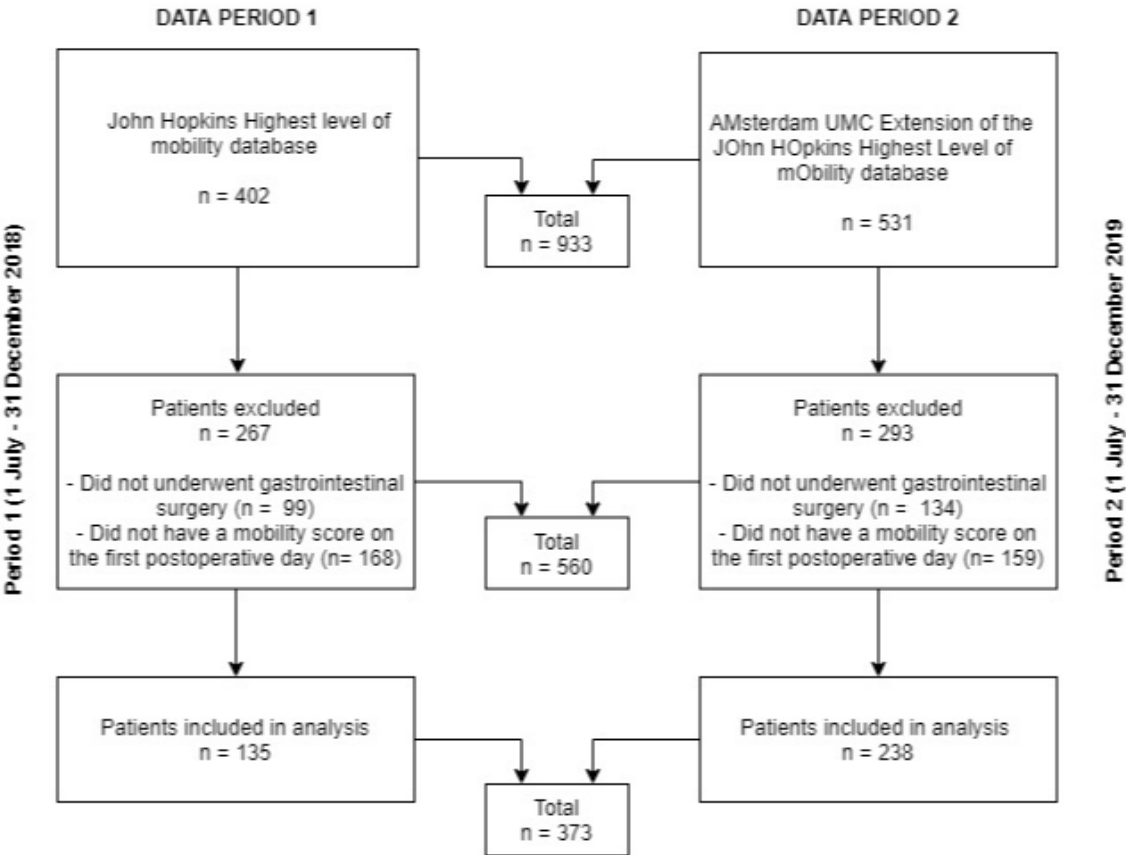 DATA PERIOD 1
DATA PERIOD 2
John Hopkins Highest level of
mobility database
n = 402
AMsterdam UMC Extension of the
JOhn HOpkins Highest Level of
mObility database
n = 531
Total
n = 933
Period 1 (1 July - 31 December 2018)
Period 2 (1 July - 31 December 2019
Patients excluded
n = 267
- Did not underwent gastrointestinal
surgery (n = 99)
- Did not have a mobility score on
the first postoperative day (n= 168)
Patients excluded
n = 293
- Did not underwent gastrointestinal
surgery (n = 134)
- Did not have a mobility score on
the first postoperative day (n= 159)
Total
n = 560
Patients included in analysis
n = 135
Patients included in analysis
n = 238
Total
n = 373